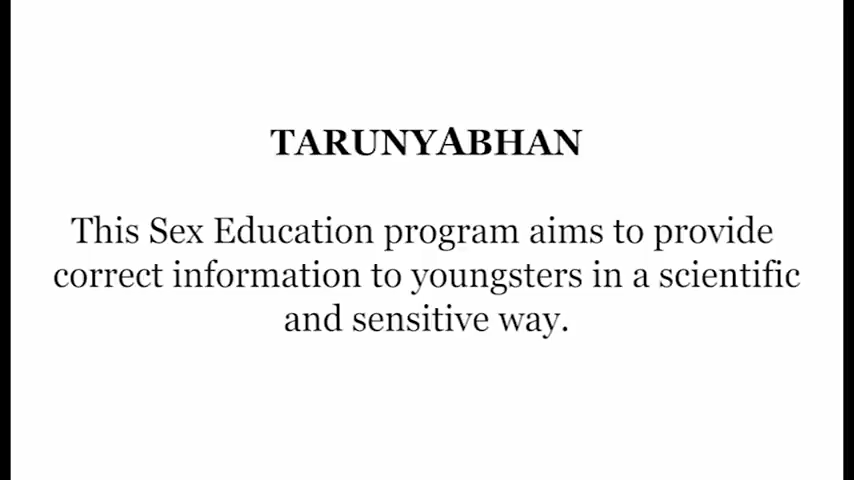 TARUNYABHAN
This Sex Education program aims to provide
correct information to youngsters in a scientific
and sensitive way.